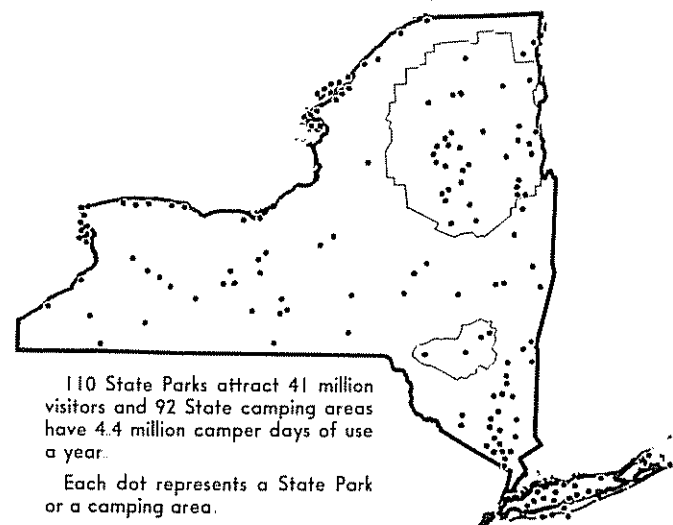 110 State Parks attract 41 million
visitors and 92 State camping areas
have 4.4 million camper days of use
a year.
Each dot represents a State Park
or a camping area.